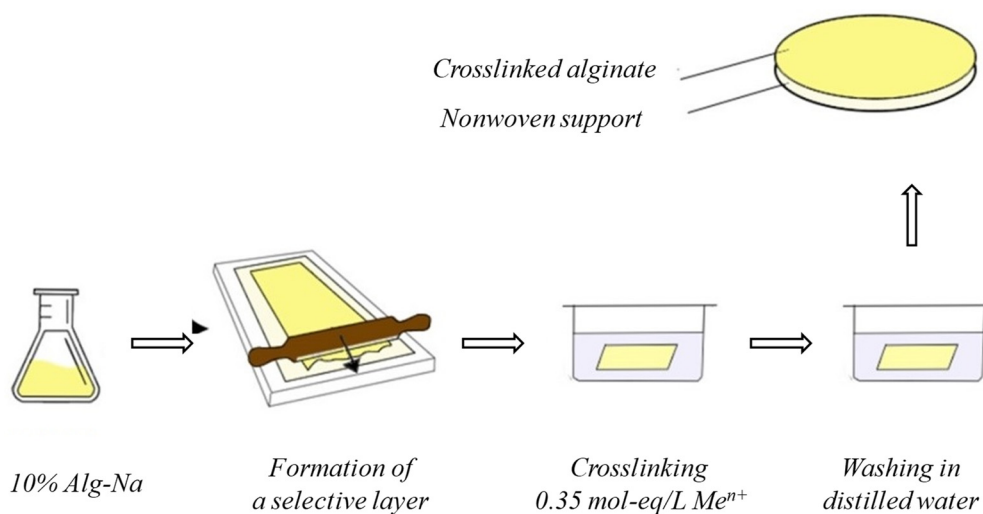 Crosslinked alginate
Nonwoven support
10% Alg-Na
Formation of
a selective layer
Crosslinking
0.35 mol-eq/L Meⁿ⁺
Washing in
distilled water